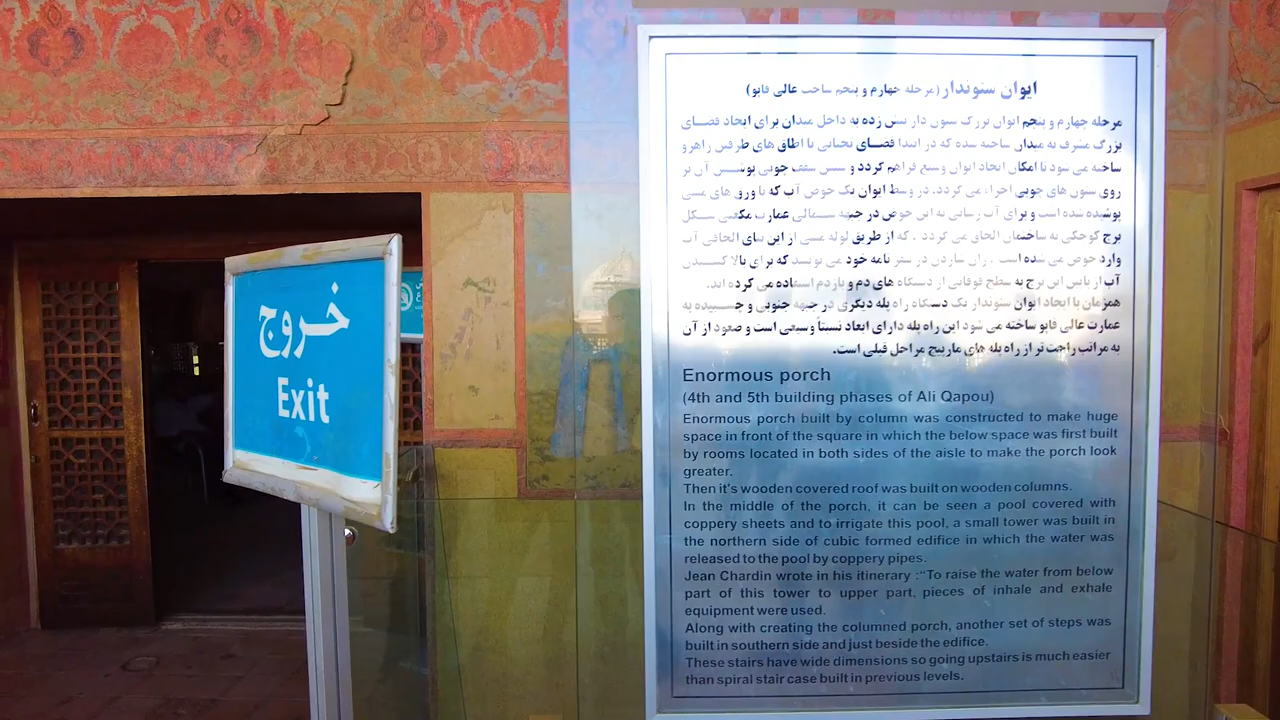 خروج
Exit
ایوان ستوندار (مرحله چهارم و پنجم ساخت عالی قاپو)
مرحله چهارم و پنجم ایوان بزرگ ستون دار پیش زده به داخل میدان برای ایجاد فضای
بزرگ مشرف به میدان ساخته شده که در ابتدا فضای تحتانی با اطاق های طرفین راهرو
ساخته می شود تا امکان ایجاد ایوان وسیع فراهم گردد و سپس سقف چوبی پوشش آن بر
روی ستون های چوبی اجراء می گردد. در وسط ایوان یک حوض آب که با ورق های مسی
پوشیده شده است و برای آب رسانی به این حوض در جبهه شمالی عمارت مکعبی شکل
برج کوچکی به ساختمان الحاق می گردد . که از طریق لوله مسی از این بنای الحاقی آب
وارد حوض می شده است . ژان شاردن در سفر نامه خود می نویسد که برای بالا کشیدن
آب از پایین این برج به سطح فوقانی از دستگاه های دم و بازدم استفاده می کرده اند.
همزمان با ایجاد ایوان ستوندار یک دستگاه راه پله دیگری در جبهه جنوبی و چسبیده به
عمارت عالی قاپو ساخته می شود این راه پله دارای ابعاد نسبتاً وسیعی است و صعود از آن
به مراتب راحت تر از راه پله های مارپیچ مراحل قبلی است.
Enormous porch
(4th and 5th building phases of Ali Qapou)
Enormous porch built by column was constructed to make huge
space in front of the square in which the below space was first built
by rooms located in both sides of the aisle to make the porch look
greater.
Then it's wooden covered roof was built on wooden columns.
In the middle of the porch, it can be seen a pool covered with
coppery sheets and to irrigate this pool, a small tower was built in
the northern side of cubic formed edifice in which the water was
released to the pool by coppery pipes.
Jean Chardin wrote in his itinerary :"To raise the water from below
part of this tower to upper part, pieces of inhale and exhale
equipment were used.
Along with creating the columned porch, another set of steps was
built in southern side and just beside the edifice.
These stairs have wide dimensions so going upstairs is much easier
than spiral stair case built in previous levels.